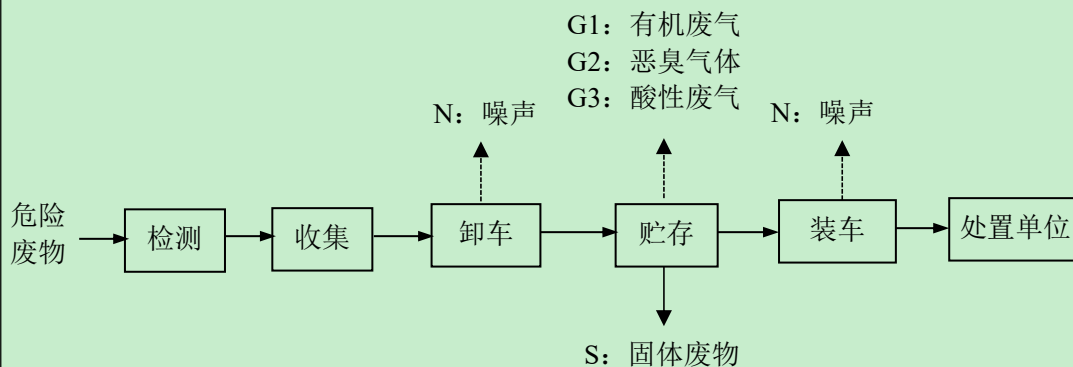 G1：有机废气
G2：恶臭气体
G3：酸性废气
N：噪声
N：噪声
危险
废物
检测
收集
卸车
贮存
装车
处置单位
S：固体废物